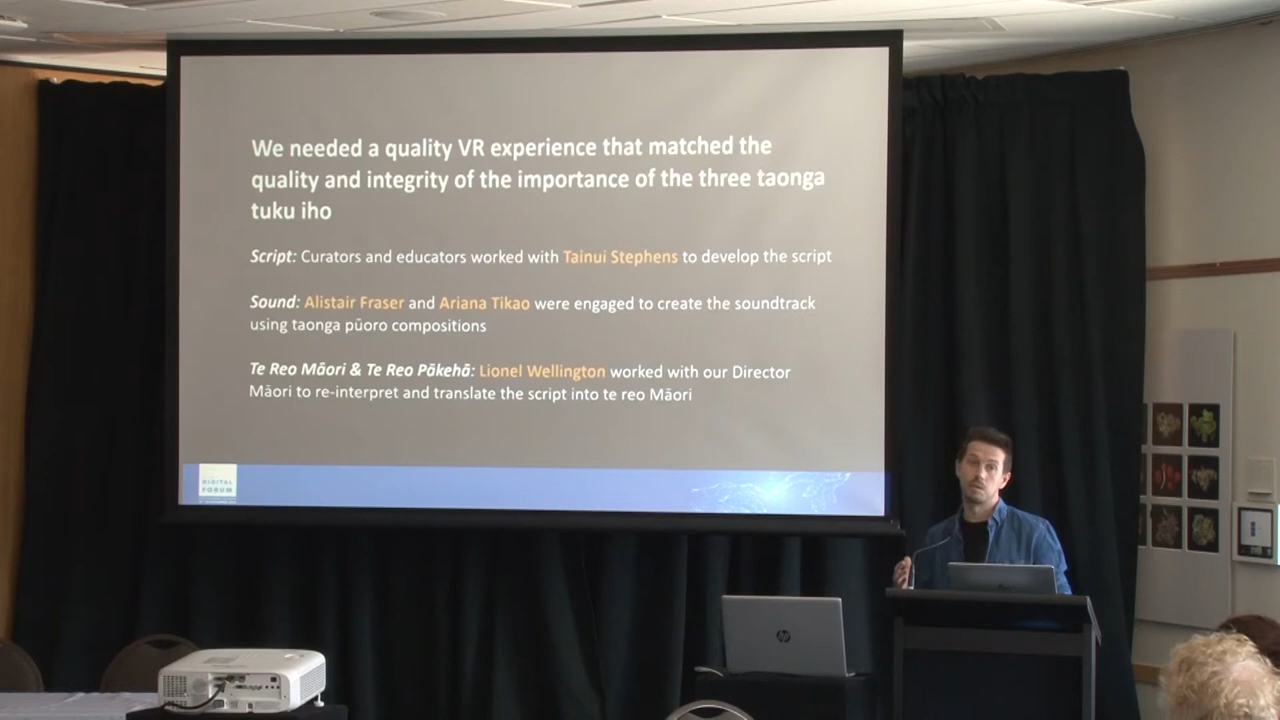 We needed a quality VR experience that matched the
quality and integrity of the importance of the three taonga
tuku iho
Script: Curators and educators worked with Tainui Stephens to develop the script
Sound: Alistair Fraser and Ariana Tikao were engaged to create the soundtrack
using taonga pūoro compositions
Te Reo Māori & Te Reo Pākehā: Lionel Wellington worked with our Director
Māori to re-interpret and translate the script into te reo Māori
DIGITAL
FORUM
hp